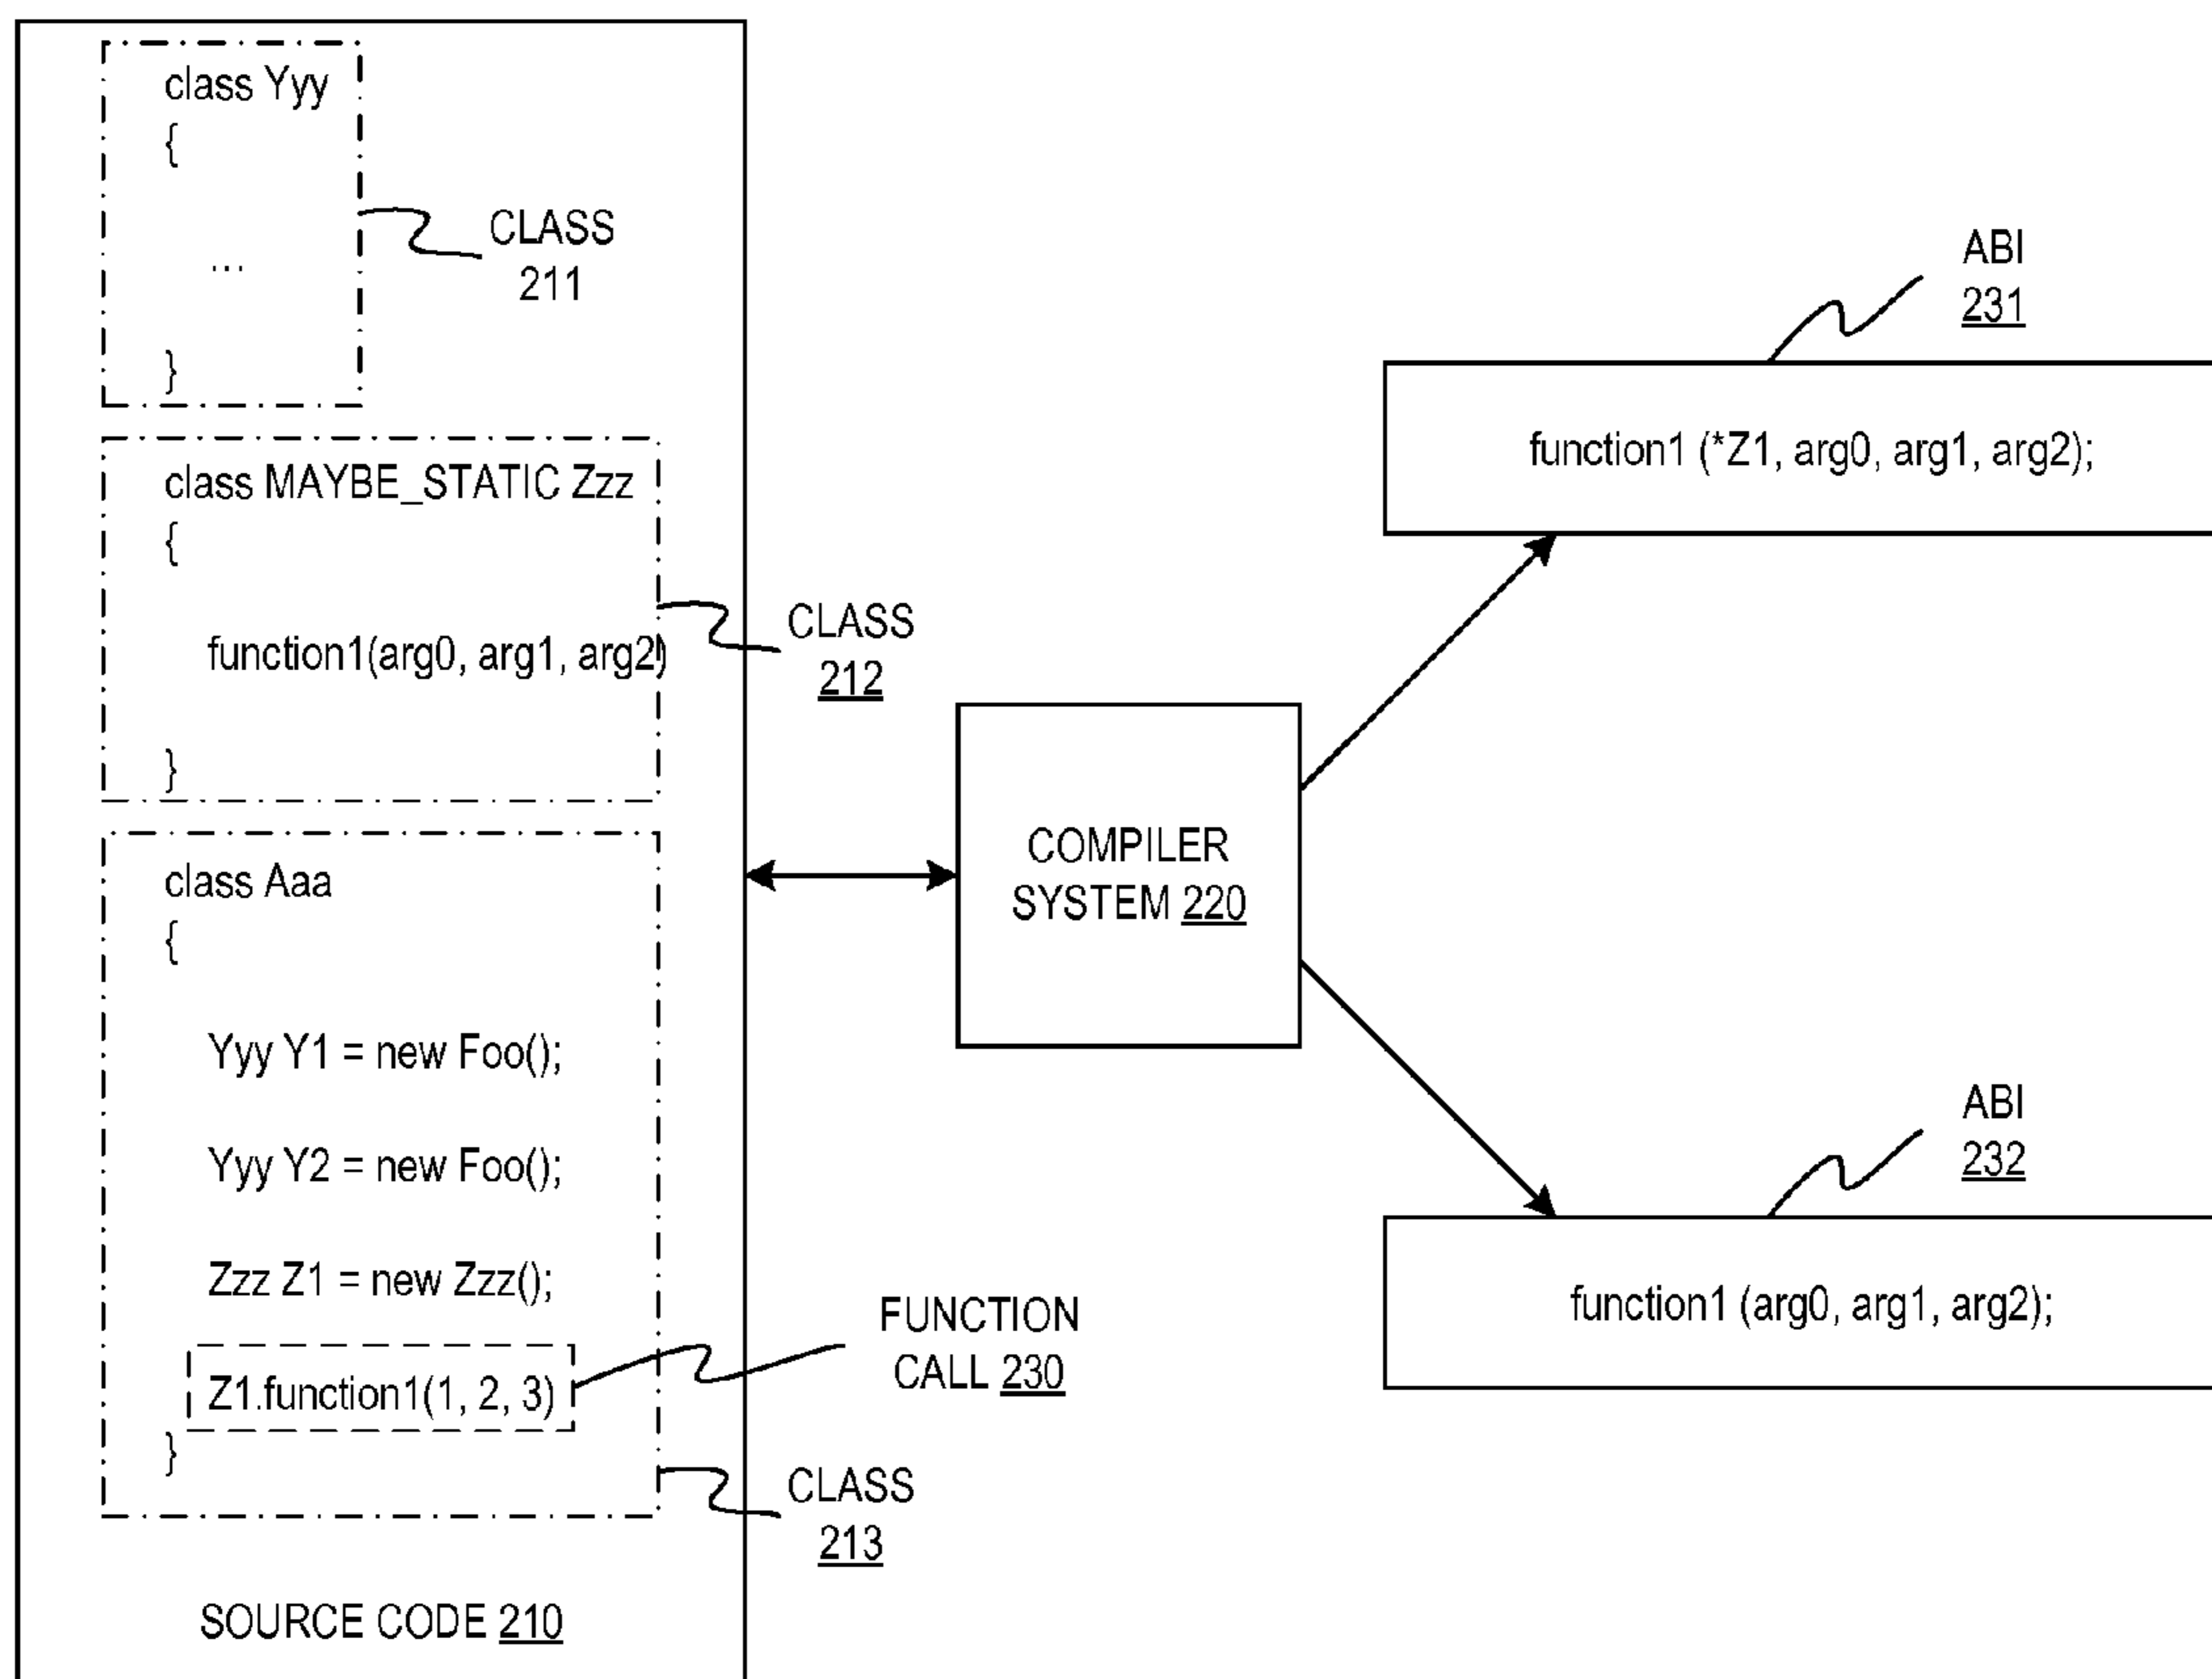 class Yyy
{
...
}
CLASS
211
class MAYBE_STATIC Zzz
{
function1(arg0, arg1, arg2)
}
CLASS
212
class Aaa
{
Yyy Y1 = new Foo();
Yyy Y2 = new Foo();
Zzz Z1 = new Zzz();
Z1.function1(1, 2, 3)
}
FUNCTION
CALL 230
CLASS
213
SOURCE CODE 210
COMPILER
SYSTEM 220
ABI
231
function1 (*Z1, arg0, arg1, arg2);
ABI
232
function1 (arg0, arg1, arg2);